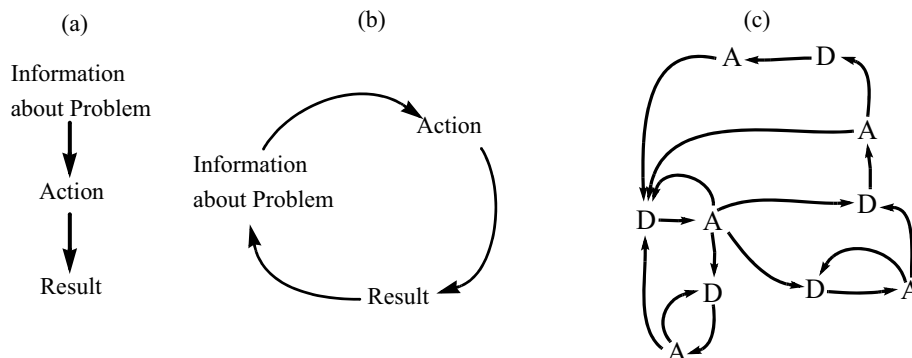 (a)
Information
about Problem
Action
Result
(b)
Action
Information
about Problem
Result
(c)
A D
A
D A D
D D A
A